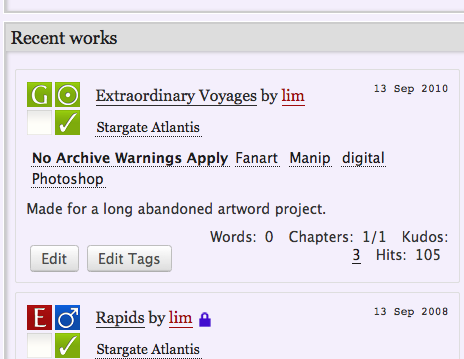 Recent works
G
Extraordinary Voyages by lim
13 Sep 2010
Stargate Atlantis
No Archive Warnings Apply Fanart Manip digital
Photoshop
Made for a long abandoned artword project.
Words: 0 Chapters: 1/1 Kudos:
3 Hits: 105
Edit Edit Tags
E
Rapids by lim
13 Sep 2008
Stargate Atlantis